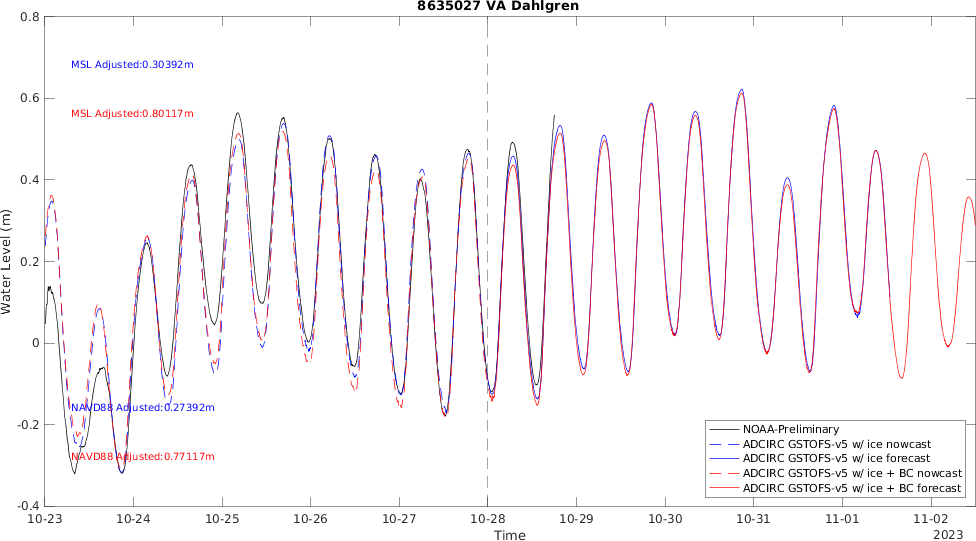 8635027 VA Dahlgren
0.8
0.6
0.4
0.2
0
-0.2
-0.4
Water Level (m)
MSL Adjusted:0.30392m
MSL Adjusted:0.80117m
NAVD88 Adjusted:0.27392m
NAVD88 Adjusted:0.77117m
NOAA-Preliminary
ADCIRC GSTOFS-v5 w/ ice nowcast
ADCIRC GSTOFS-v5 w/ ice forecast
ADCIRC GSTOFS-v5 w/ ice + BC nowcast
ADCIRC GSTOFS-v5 w/ ice + BC forecast
10-23 10-24 10-25 10-26 10-27 10-28 10-29 10-30 10-31 11-01 11-02
Time
2023